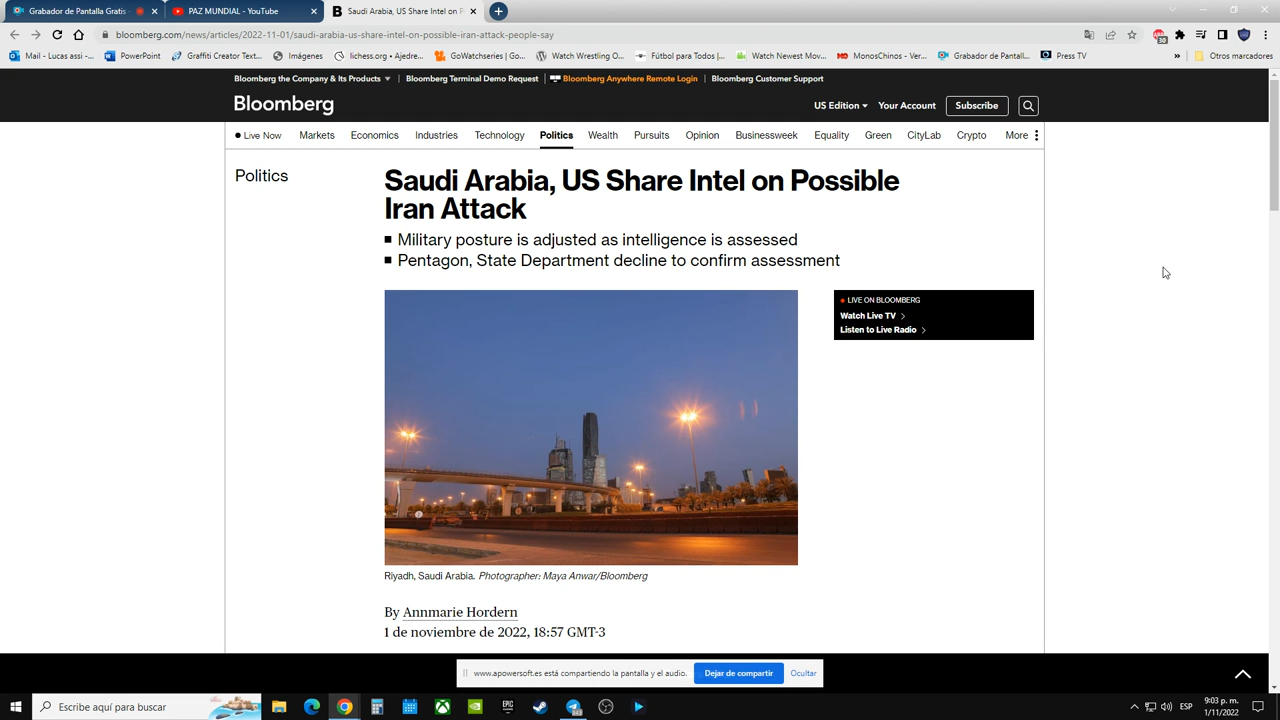 Grabador de Pantalla Gratis -
PAZ MUNDIAL - YouTube
Saudi Arabia, US Share Intel on P
bloomberg.com/news/articles/2022-11-01/saudi-arabia-us-share-intel-on-possible-iran-attack-people-say
30
Mail - Lucas assi -... PowerPoint Graffiti Creator Text... Imágenes lichess.org • Ajedre... GoWatchseries | Go... Watch Wrestling O... Fútbol para Todos |... Watch Newest Mov... MonosChinos - Ver... Grabador de Pantall... Press TV » Otros marcadores
Bloomberg the Company & Its Products Bloomberg Terminal Demo Request Bloomberg Anywhere Remote Login Bloomberg Customer Support
Bloomberg
US Edition Your Account Subscribe
Live Now Markets Economics Industries Technology Politics Wealth Pursuits Opinion Businessweek Equality Green CityLab Crypto More
Politics
Saudi Arabia, US Share Intel on Possible
Iran Attack
Military posture is adjusted as intelligence is assessed
Pentagon, State Department decline to confirm assessment
LIVE ON BLOOMBERG
Watch Live TV
Listen to Live Radio
Riyadh, Saudi Arabia. Photographer: Maya Anwar/Bloomberg
By Annmarie Hordern
1 de noviembre de 2022, 18:57 GMT-3
www.apowersoft.es está compartiendo la pantalla y el audio. Dejar de compartir Ocultar
Escribe aquí para buscar
EPIC
ESP
9:03 p. m.
1/11/2022